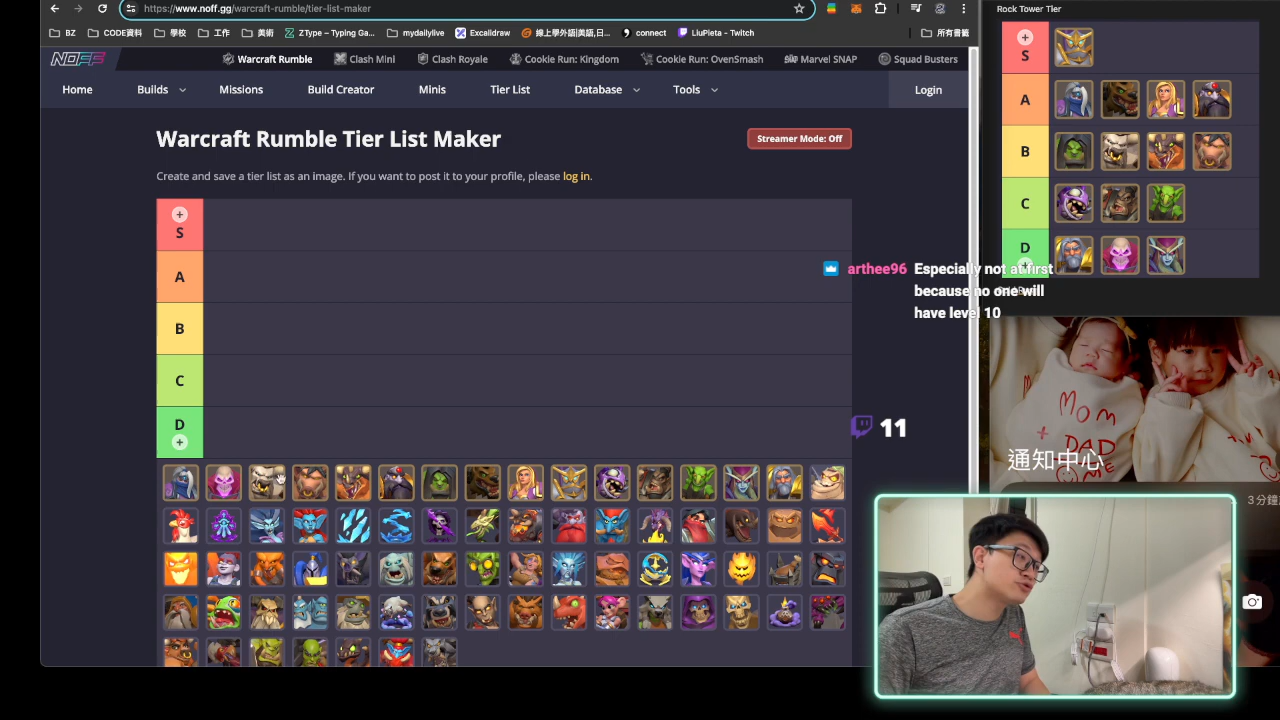 https://www.noff.gg/warcraft-rumble/tier-list-maker
BZ
CODE資料
學校
工作
美術
ZType – Typing Ga...
mydailylive
Excalidraw
線上學外語|美語,日...
connect
LiuPieta - Twitch
所有書籤
NOFF
Warcraft Rumble
Clash Mini
Clash Royale
Cookie Run: Kingdom
Cookie Run: OvenSmash
Marvel SNAP
Squad Busters
Home
Builds
Missions
Build Creator
Minis
Tier List
Database
Tools
Login
Warcraft Rumble Tier List Maker
Streamer Mode: Off
Create and save a tier list as an image. If you want to post it to your profile, please log in.
S
A
B
C
D
Rock Tower Tier
S
A
B
C
D
arthee96 Especially not at first
because no one will
have level 10
11
MOM
DAD
ME
通知中心
3 分鐘